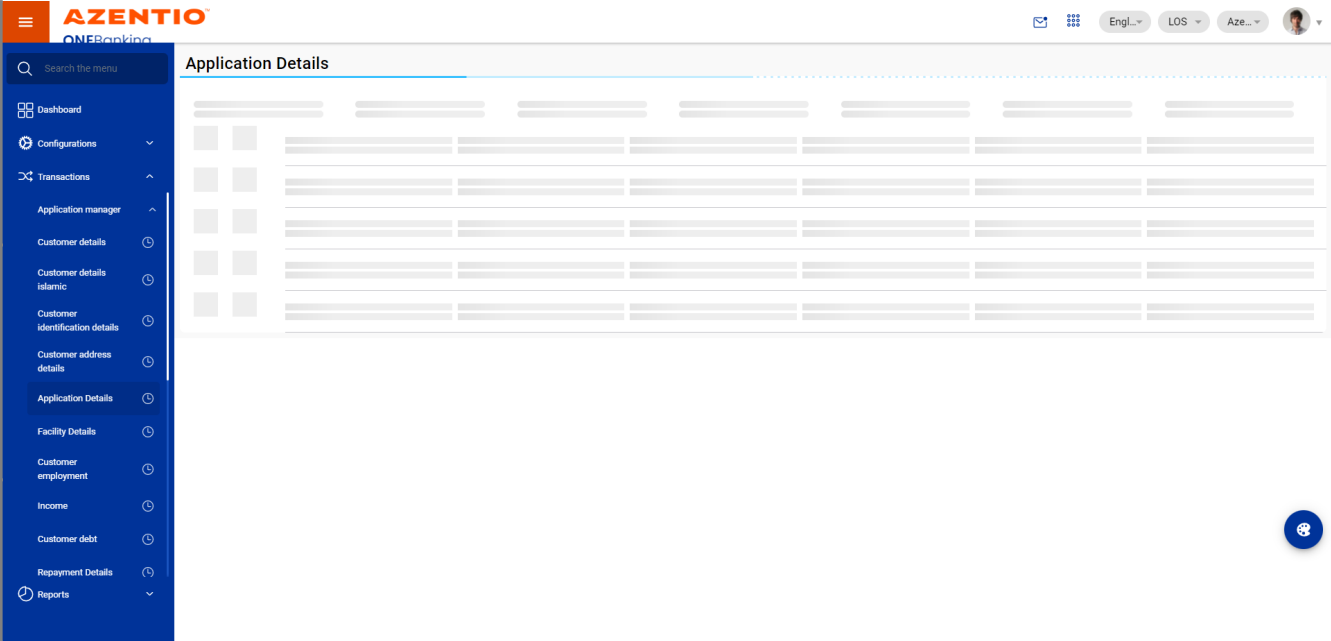 AZENTIO™
ONEBanking
Engl...
LOS
Aze...
Search the menu
Application Details
Dashboard
Configurations
Transactions
Application manager
Customer details
Customer details
islamic
Customer
identification details
Customer address
details
Application Details
Facility Details
Customer
employment
Income
Customer debt
Repayment Details
Reports